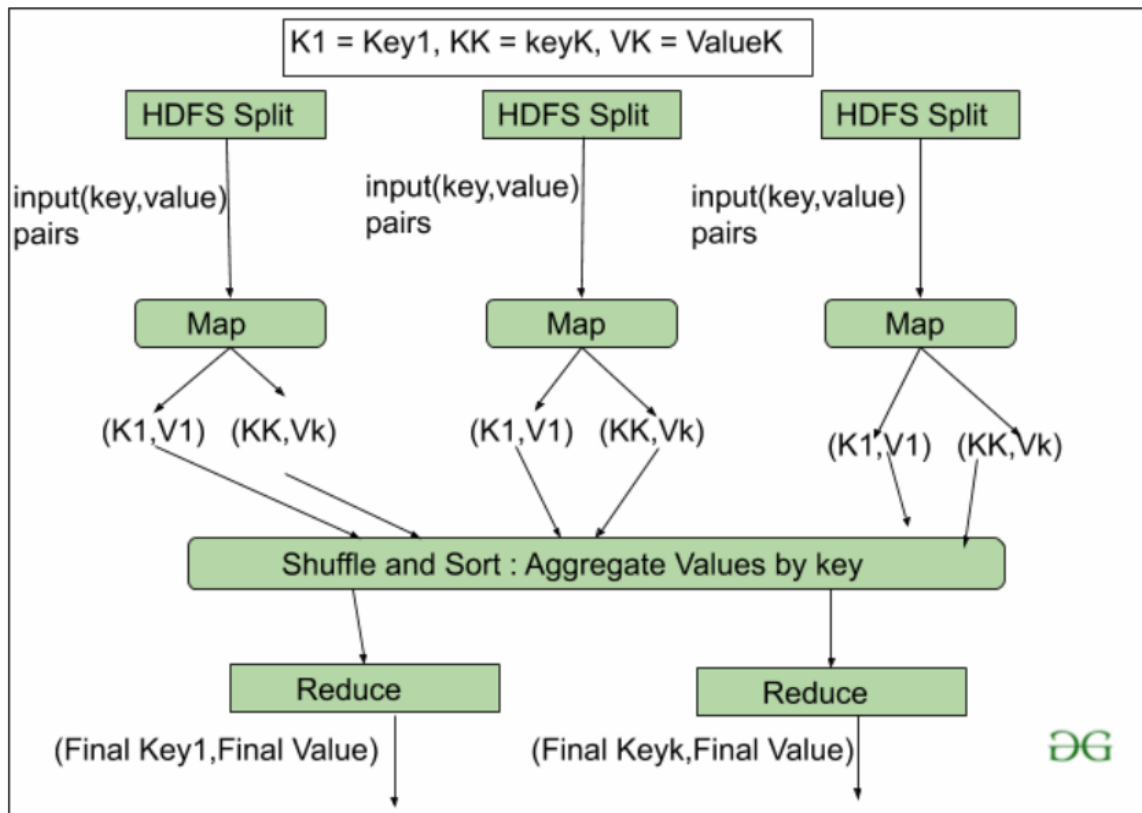 K1 = Key1, KK = keyK, VK = ValueK
HDFS Split
HDFS Split
HDFS Split
input(key,value)
pairs
input(key,value)
pairs
input(key,value)
pairs
Map
Map
Map
(K1,V1)
(KK,Vk)
(K1,V1)
(KK,Vk)
(K1,V1)
(KK,Vk)
Shuffle and Sort : Aggregate Values by key
Reduce
Reduce
(Final Key1,Final Value)
(Final Keyk,Final Value)